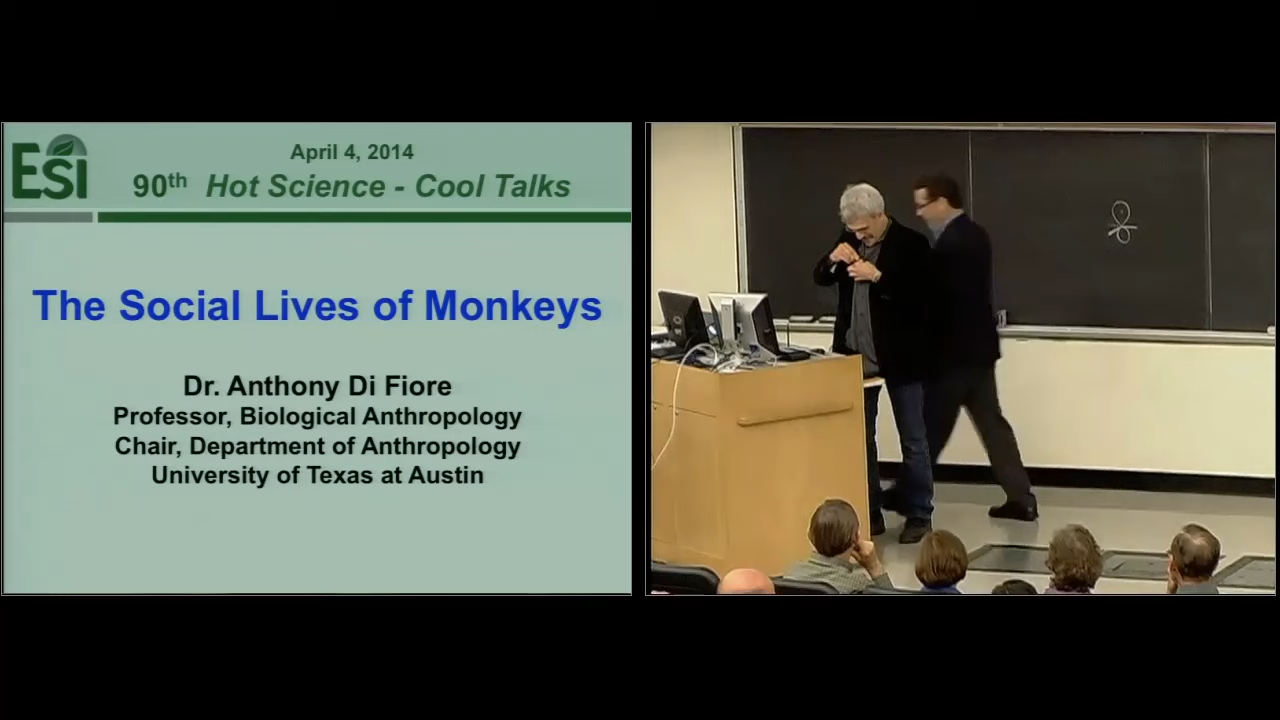 ESI
April 4, 2014
90th Hot Science - Cool Talks
The Social Lives of Monkeys
Dr. Anthony Di Fiore
Professor, Biological Anthropology
Chair, Department of Anthropology
University of Texas at Austin